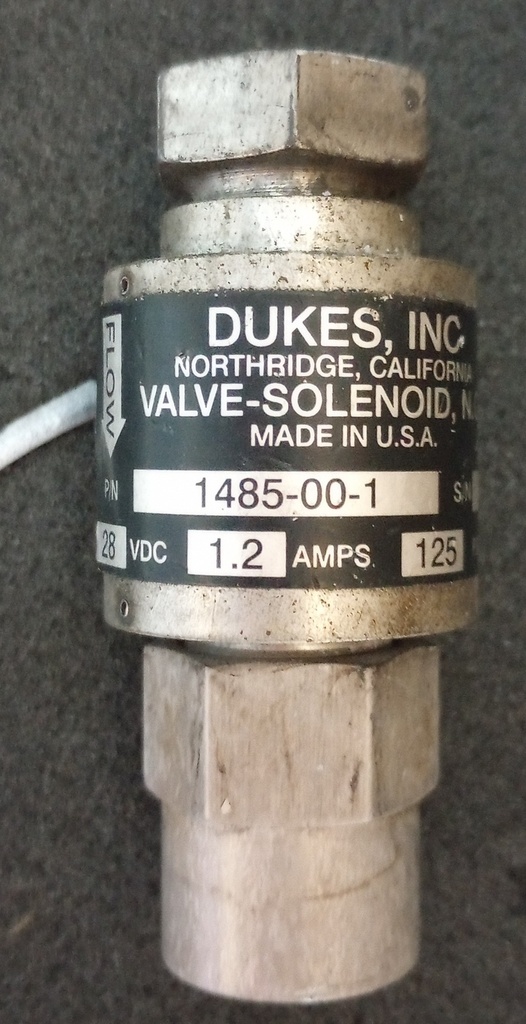 DUKES, INC
NORTHRIDGE, CALIFORNIA
VALVE-SOLENOID, N.
MADE IN U.S.A.
FLOW
P/N 1485-00-1 S/N
28 VDC 1.2 AMPS 125